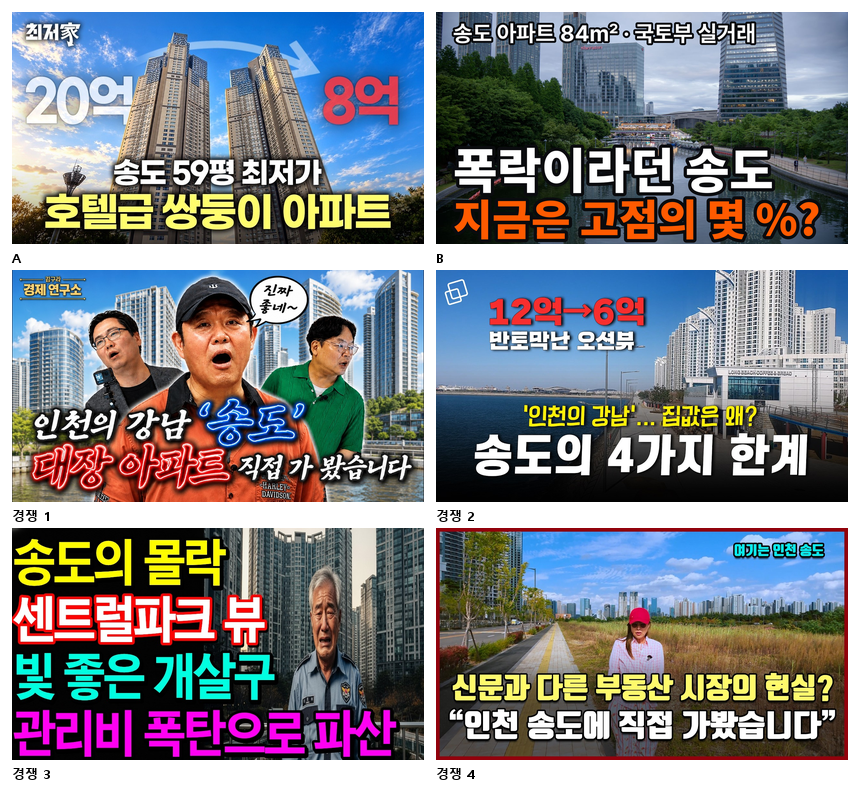 최저家
20억
8억
송도 59평 최저가
호텔급 쌍둥이 아파트
A
송도 아파트 84m²·국토부 실거래
폭락이라던 송도
지금은 고점의 몇 %?
B
경제 연구소
진짜
좋네~
인천의 강남 '송도'
대장 아파트 직접 가 봤습니다
HARLEY
DAVIDSON
경쟁 1
12억→6억
반토막난 오션뷰
'인천의 강남'... 집값은 왜?
송도의 4가지 한계
경쟁 2
송도의 몰락
센트럴파크 뷰
빛 좋은 개살구
관리비 폭탄으로 파산
경쟁 3
여기는 인천 송도
신문과 다른 부동산 시장의 현실?
“인천 송도에 직접 가봤습니다”
경쟁 4